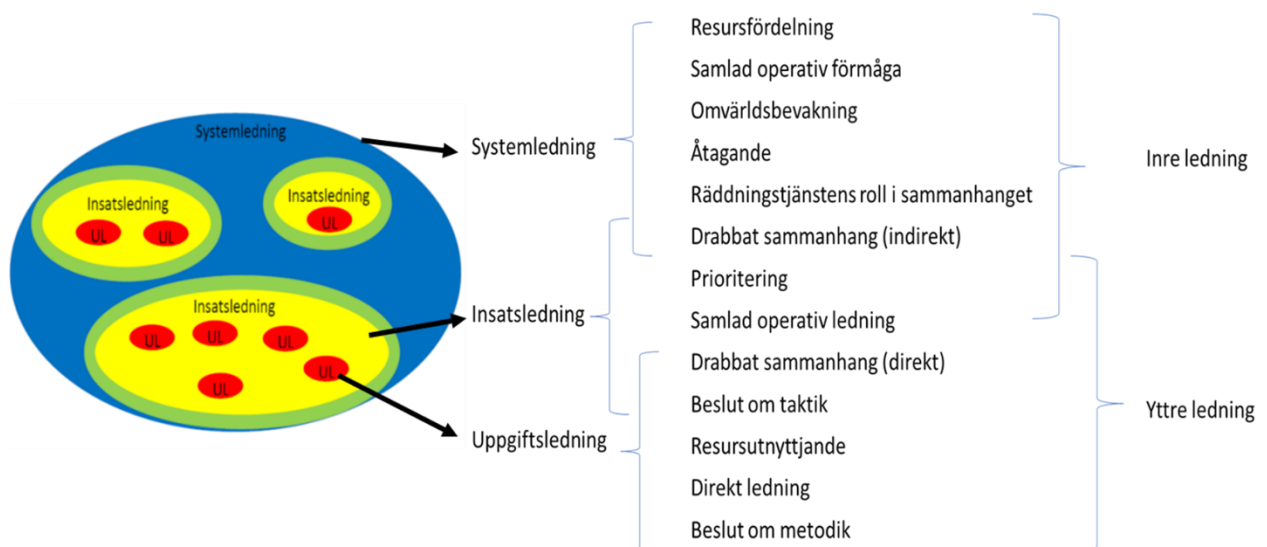 Systemledning
Insatsledning
UL
UL
Insatsledning
UL
Insatsledning
UL
UL
UL
UL
UL
Systemledning
Insatsledning
Uppgiftsledning
Resursfördelning
Samlad operativ förmåga
Omvärldsbevakning
Åtagande
Räddningstjänstens roll i sammanhanget
Drabbat sammanhang (indirekt)
Prioritering
Samlad operativ ledning
Drabbat sammanhang (direkt)
Beslut om taktik
Resursutnyttjande
Direkt ledning
Beslut om metodik
Inre ledning
Yttre ledning